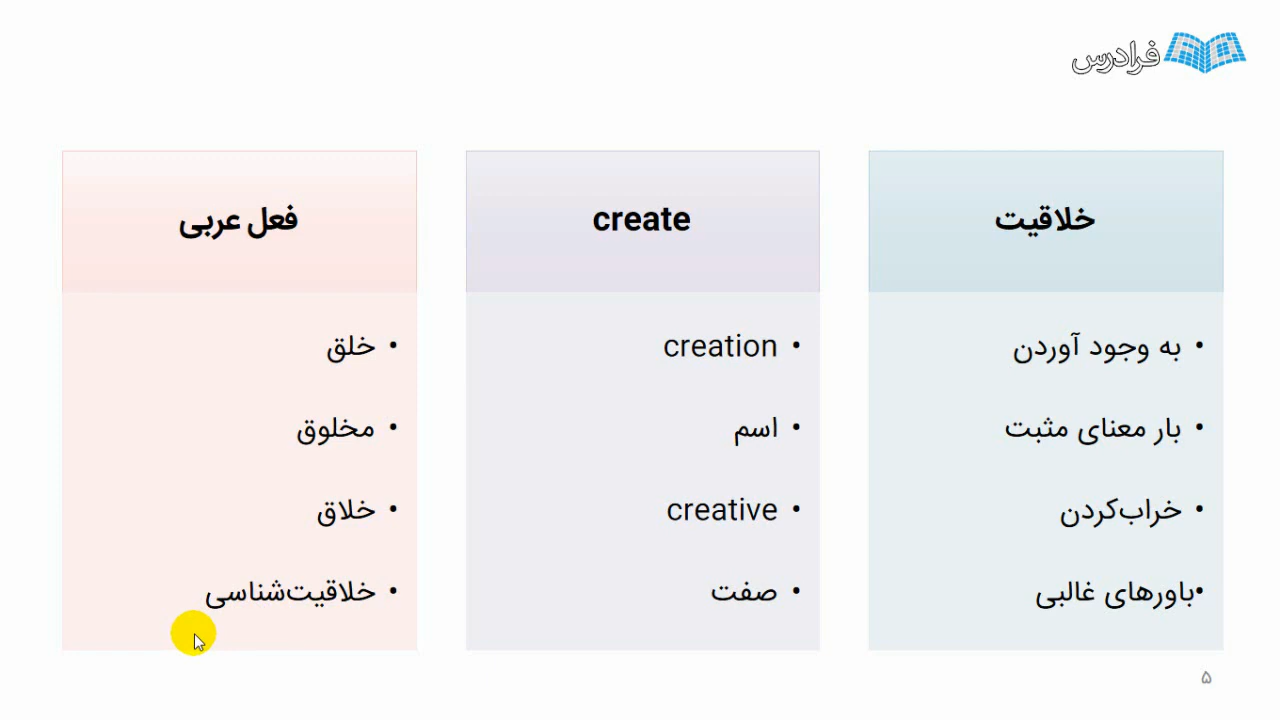 فرادرس
خلاقیت
• به وجود آوردن
• بار معنای مثبت
• خراب‌کردن
•باورهای غالبی
create
• creation
• اسم
• creative
• صفت
فعل عربی
• خلق
• مخلوق
• خلاق
• خلاقیت‌شناسی
۵